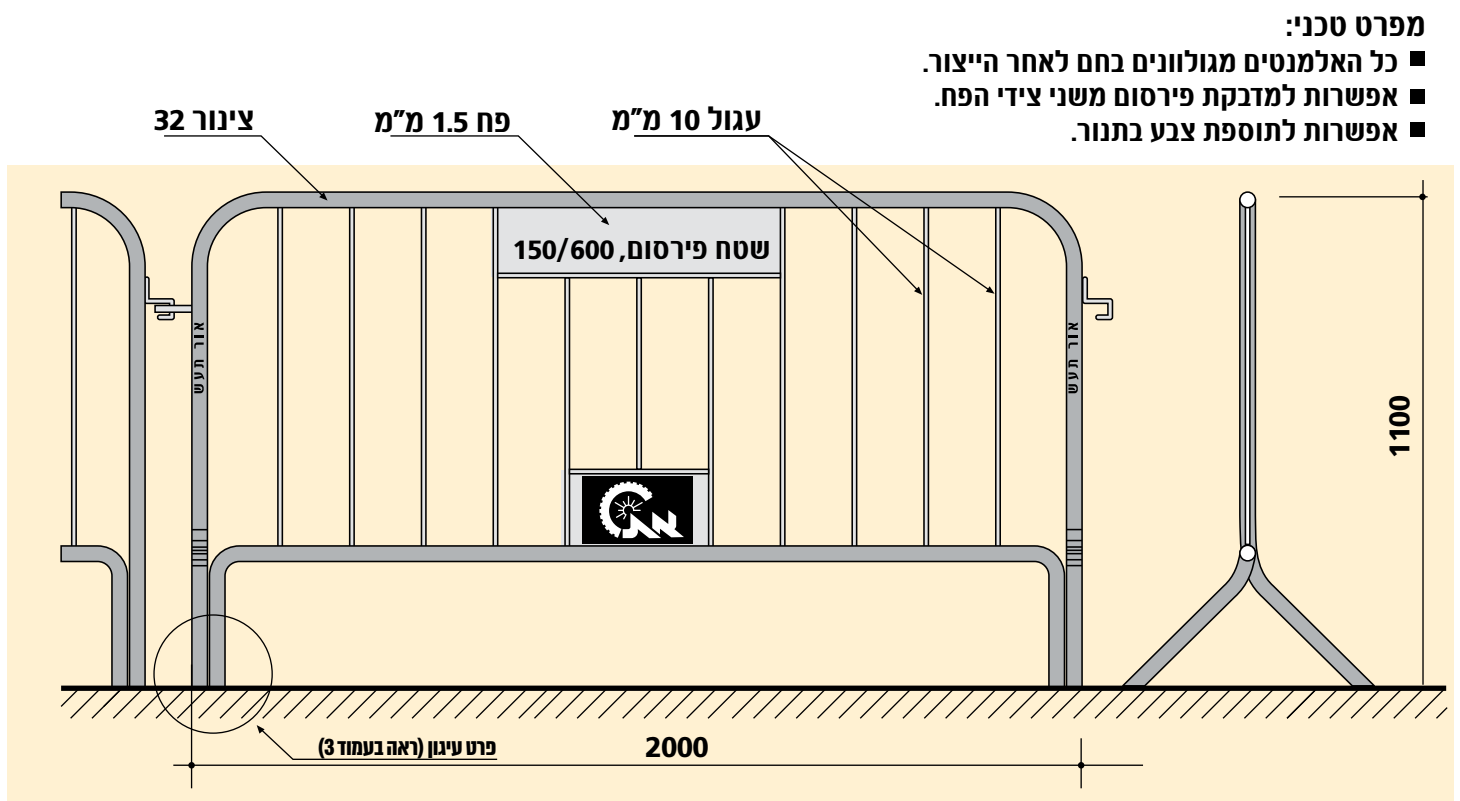 מפרט טכני:
■ כל האלמנטים מגולוונים בחם לאחר הייצור.
■ אפשרות למדבקת פירסום משני צידי הפח.
■ אפשרות לתוספת צבע בתנור.
עגול 10 מ״מ
פח 1.5 מ״מ
צינור 32
שטח פירסום, 150/600
אור תעש
אור תעש
1100
פרט עיגון (ראה בעמוד 3)
2000